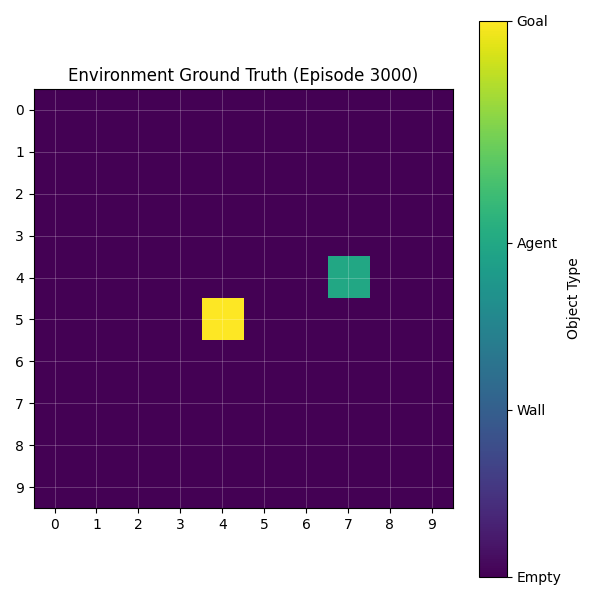 Environment Ground Truth (Episode 3000)
0
1
2
3
4
5
6
7
8
9
0 1 2 3 4 5 6 7 8 9
Goal
Agent
Wall
Empty
Object Type